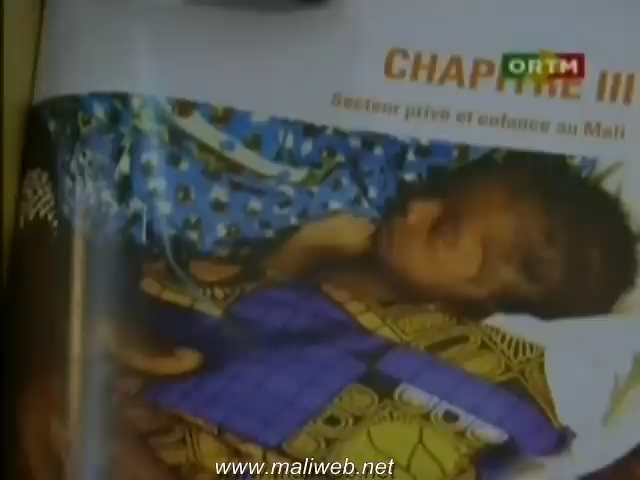 CHAPITRE III
ORTM
Secteur privé et enfance au Mali
www.maliweb.net